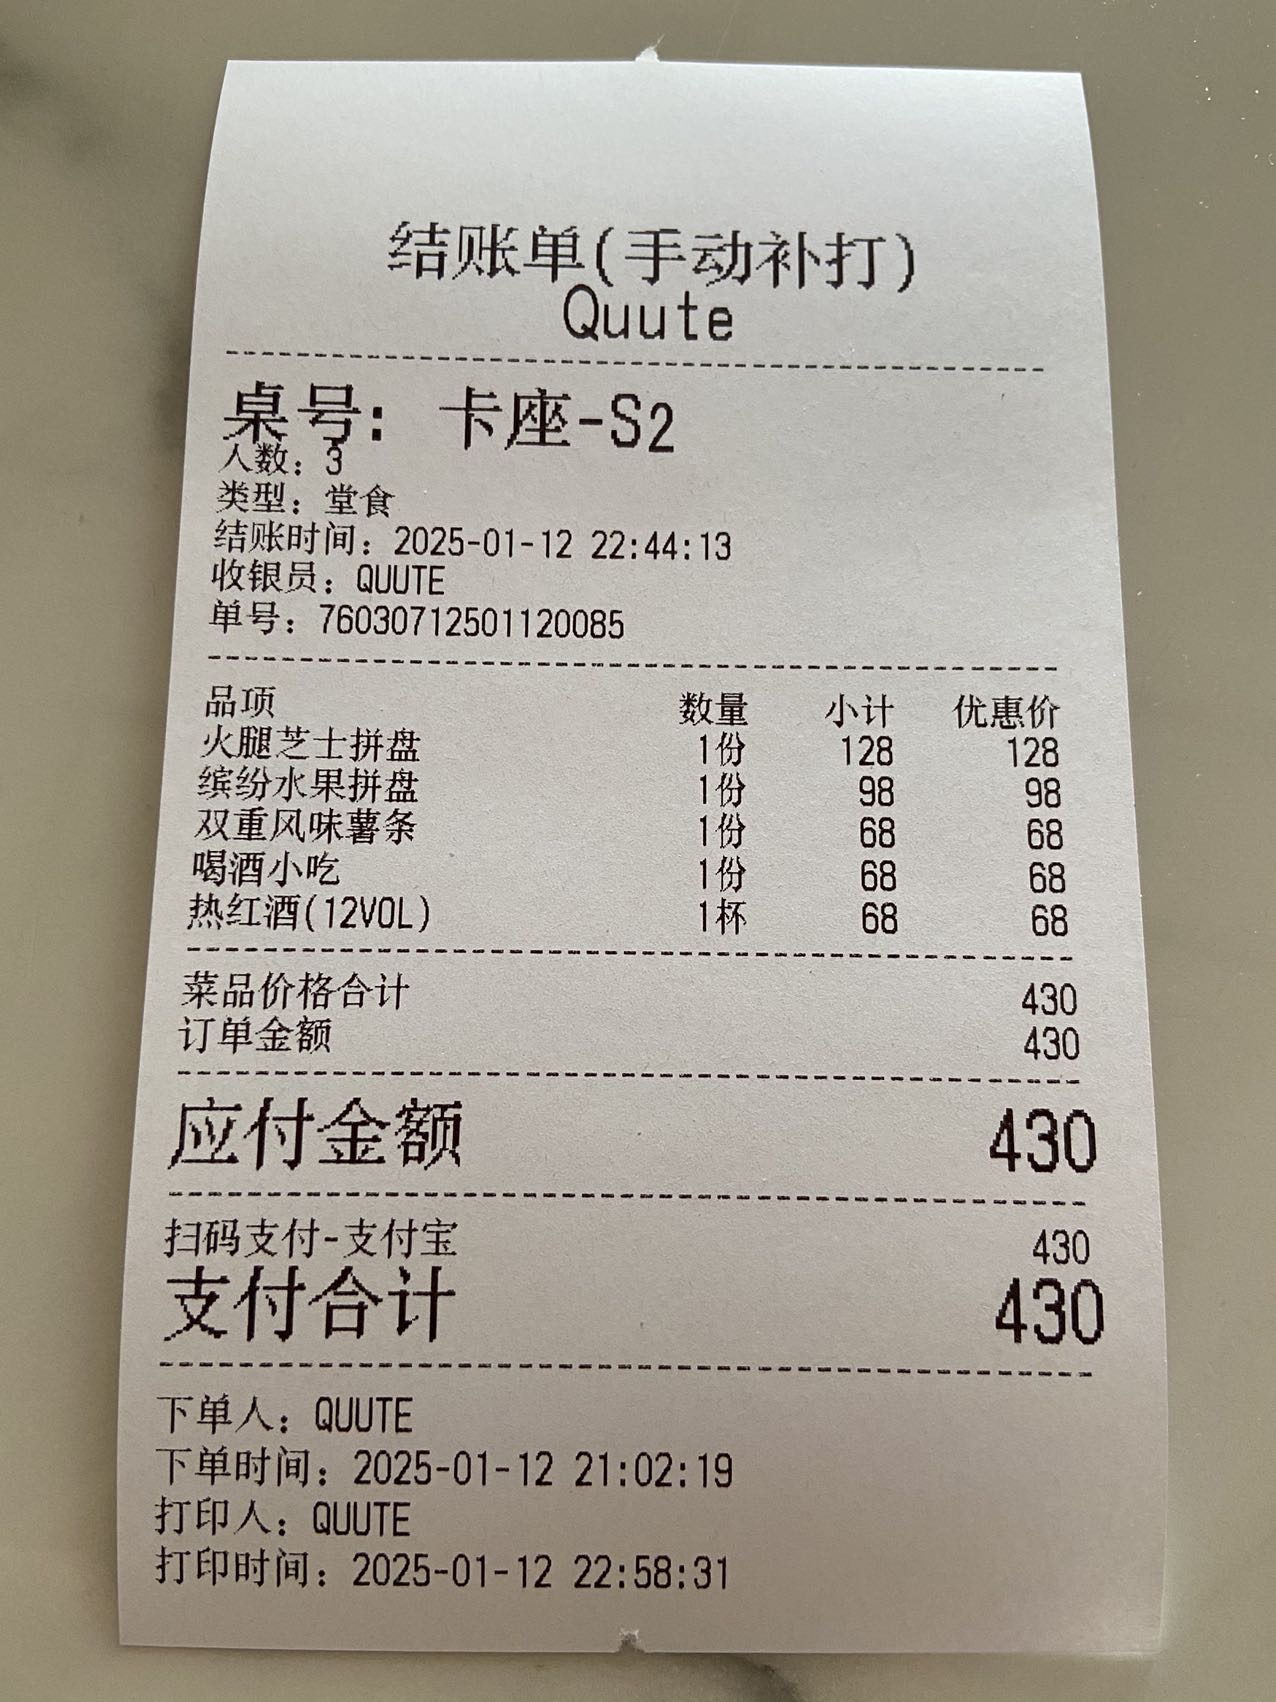 结账单(手动补打)
Quute
桌号: 卡座-S2
人数: 3
类型: 堂食
结账时间: 2025-01-12 22:44:13
收银员: QUUTE
单号: 76030712501120085
品项 数量 小计 优惠价
火腿芝士拼盘 1份 128 128
缤纷水果拼盘 1份 98 98
双重风味薯条 1份 68 68
喝酒小吃 1份 68 68
热红酒(12VOL) 1杯 68 68
菜品价格合计 430
订单金额 430
应付金额 430
扫码支付-支付宝 430
支付合计 430
下单人: QUUTE
下单时间: 2025-01-12 21:02:19
打印人: QUUTE
打印时间: 2025-01-12 22:58:31